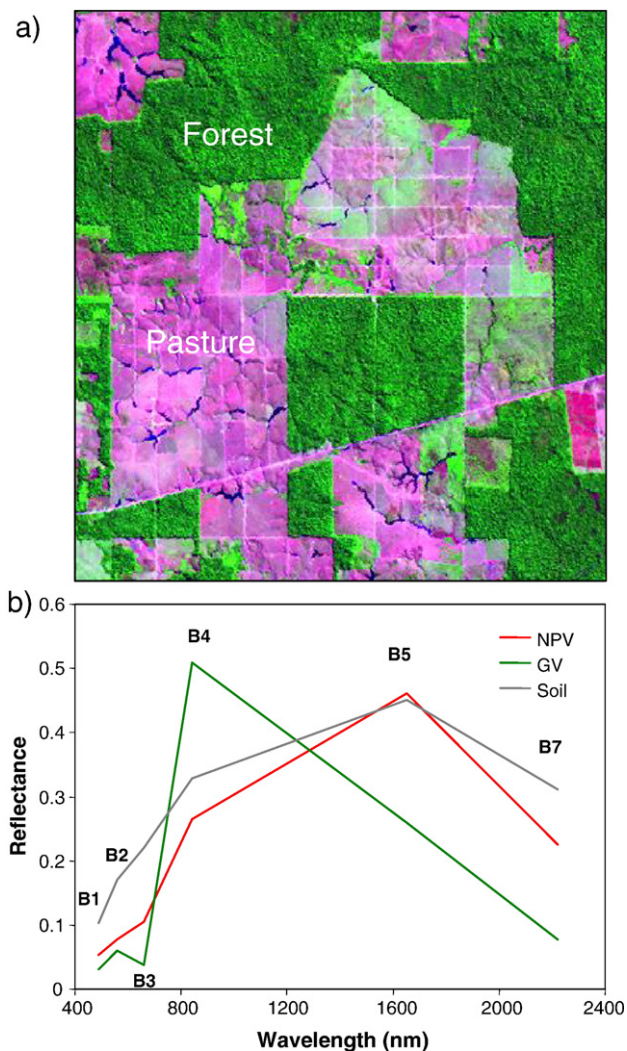 a)
Forest
Pasture
b)
0.6
0.5
0.4
0.3
0.2
0.1
0
Reflectance
B1
B2
B3
B4
B5
B7
NPV
GV
Soil
400
800
1200
1600
2000
2400
Wavelength (nm)